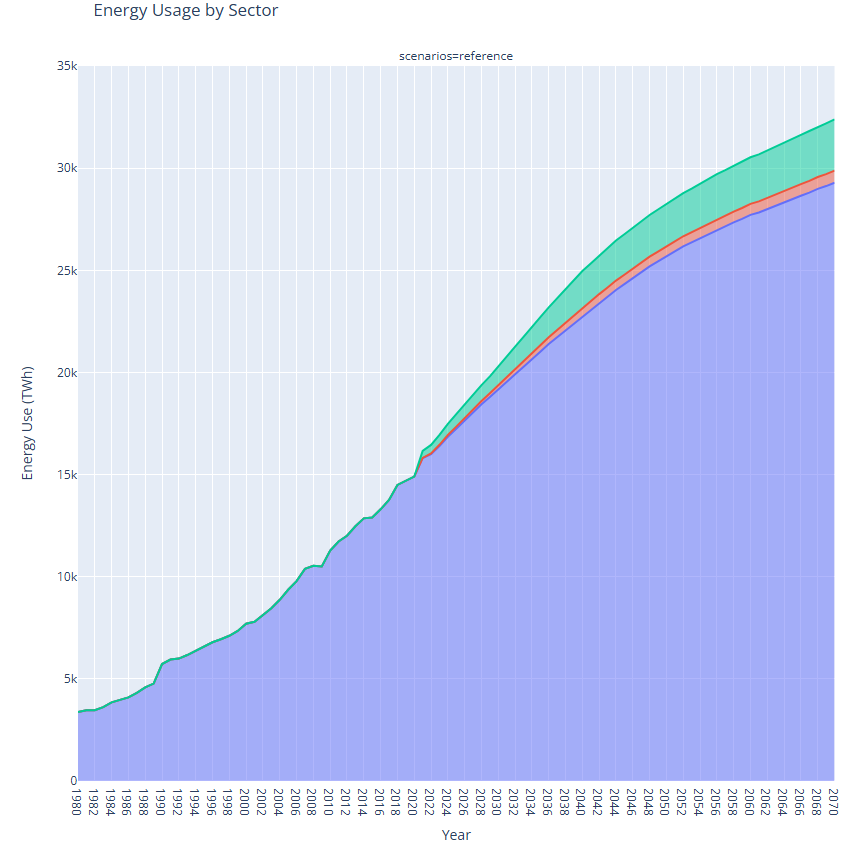 Energy Usage by Sector
scenarios=reference
35k
30k
25k
20k
15k
10k
5k
0
Energy Use (TWh)
1980 1982 1984 1986 1988 1990 1992 1994 1996 1998 2000 2002 2004 2006 2008 2010 2012 2014 2016 2018 2020 2022 2024 2026 2028 2030 2032 2034 2036 2038 2040 2042 2044 2046 2048 2050 2052 2054 2056 2058 2060 2062 2064 2066 2068 2070
Year